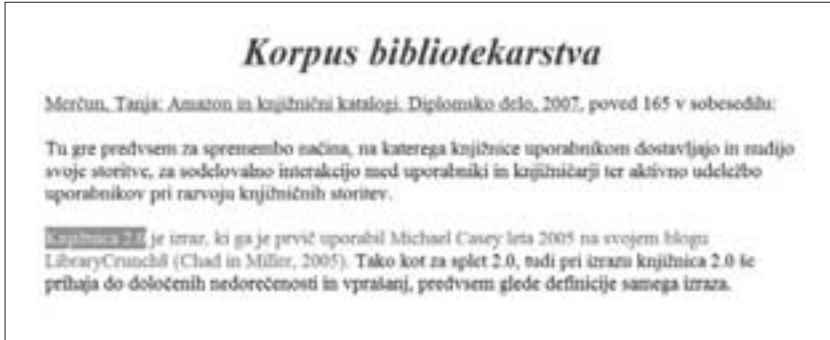 Korpus bibliotekarstva
Merčun, Tanja: Amazon in knjižnični katalogi. Diplomsko delo, 2007, poved 165 v sobesedilu:
Tu gre predvsem za spremembo načina, na katerega knjižnice uporabnikom dostavljajo in nudijo
svoje storitve, za sodelovalno interakcijo med uporabniki in knjižničarji ter aktivno udeležbo
uporabnikov pri razvoju knjižničnih storitev.
Knjižnica 2.0 je izraz, ki ga je prvič uporabil Michael Casey leta 2005 na svojem blogu
LibraryCrunch8 (Chad in Miller, 2005). Tako kot za splet 2.0, tudi pri izrazu knjižnica 2.0 še
prihaja do določenih nedorečenosti in vprašanj, predvsem glede definicije samega izraza.